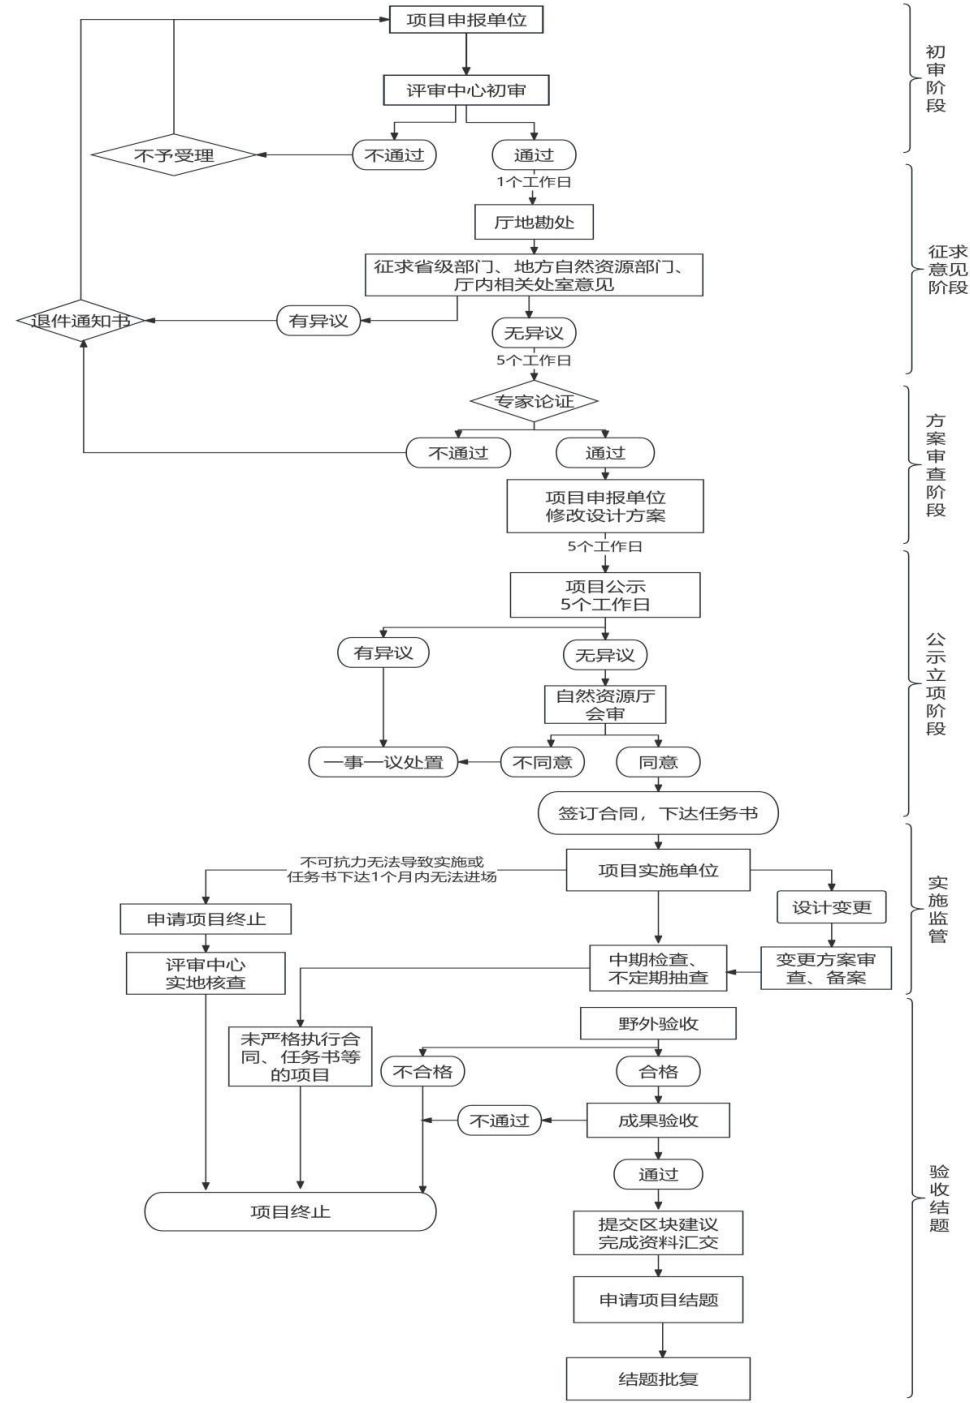 项目申报单位
初审阶段
评审中心初审
不予受理
不通过
通过
1个工作日
厅地勘处
征求省级部门、地方自然资源部门、
厅内相关处室意见
征求
意见
阶段
退件通知书
有异议
无异议
5个工作日
专家论证
不通过
通过
方案审查阶段
项目申报单位
修改设计方案
5个工作日
项目公示
5个工作日
有异议
无异议
公示立项阶段
自然资源厅
会审
一事一议处置
不同意
同意
签订合同，下达任务书
不可抗力无法导致实施或
任务书下达1个月内无法进场
项目实施单位
实施监管
申请项目终止
设计变更
评审中心
实地核查
中期检查、
不定期抽查
变更方案审
查、备案
野外验收
未严格执行合
同、任务书等
的项目
不合格
合格
不通过
成果验收
通过
验收结题
项目终止
提交区块建议
完成资料汇交
申请项目结题
结题批复